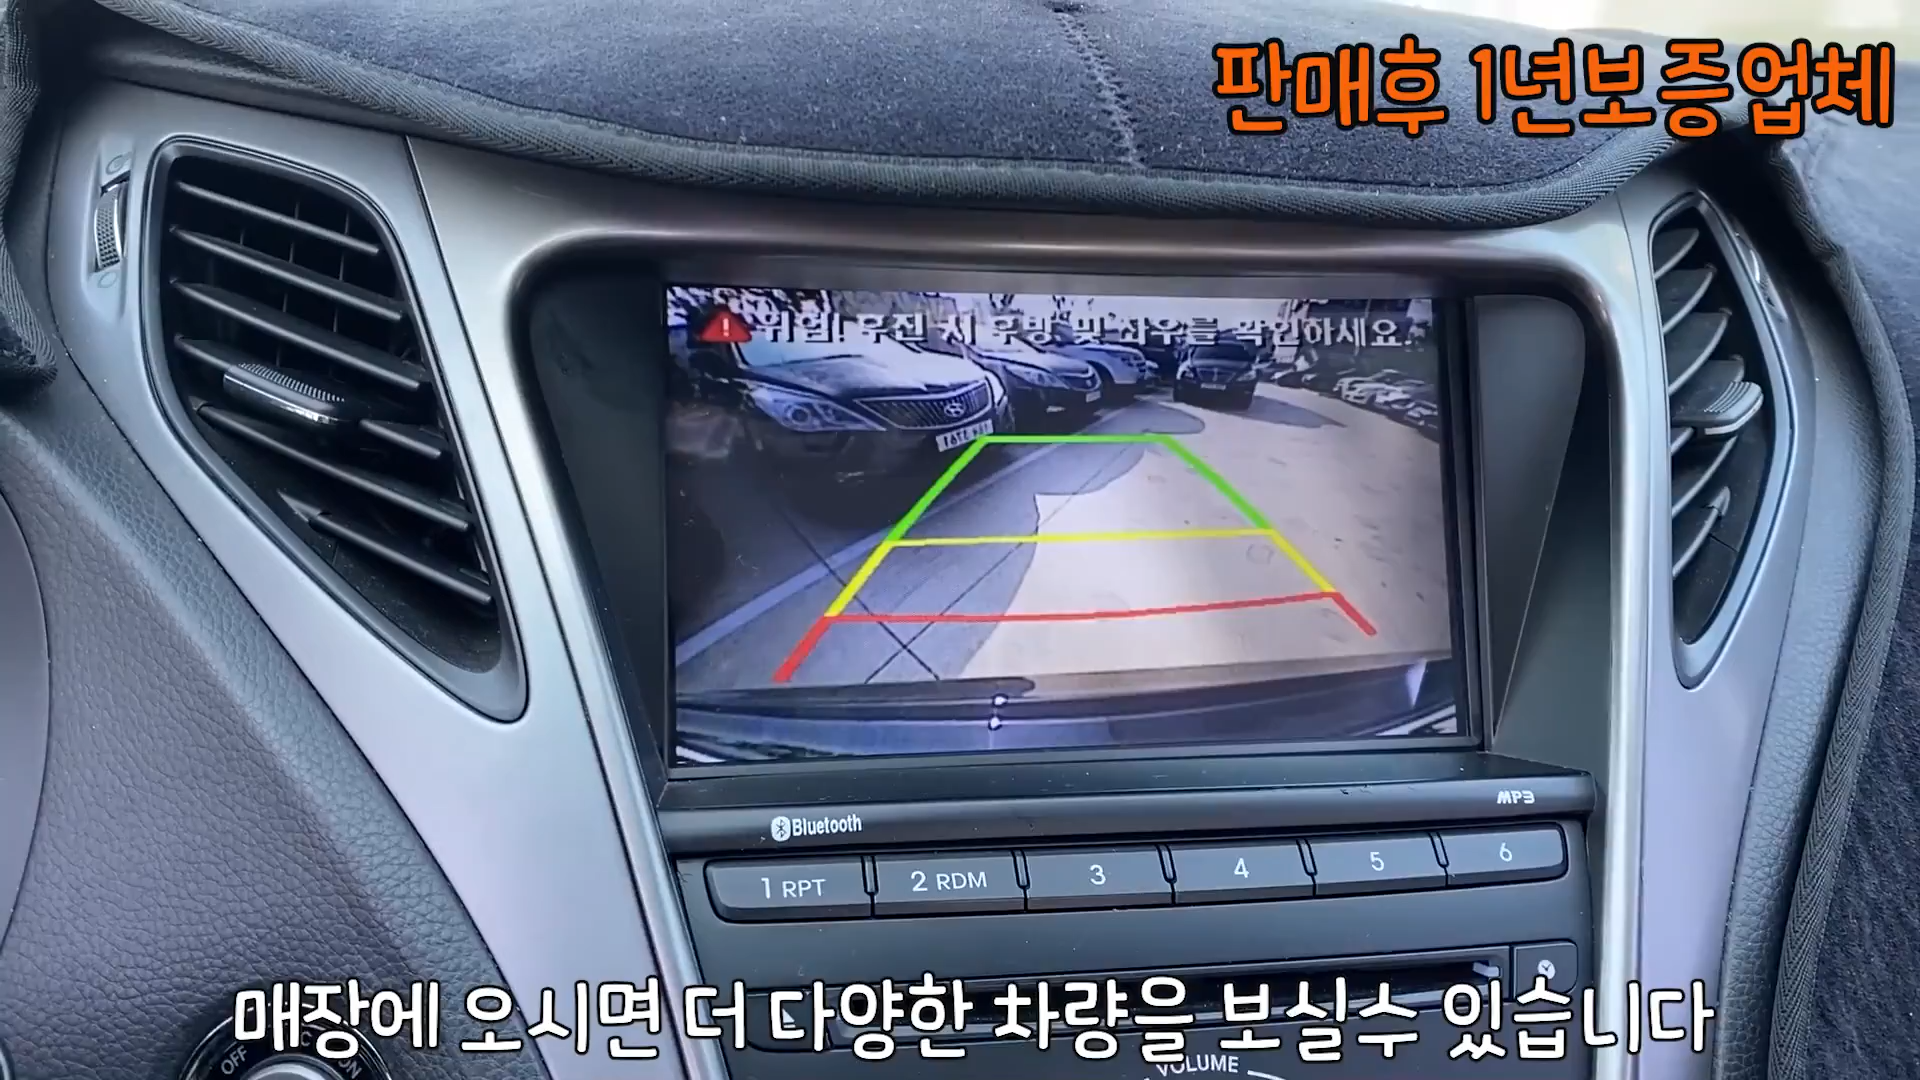 판매후 1년보증업체
위험! 후진 시 후방 및 좌우를 확인하세요.
Bluetooth
MP3
1 RPT
2 RDM
3
4
5
6
매장에 오시면 더 다양한 차량을 보실수 있습니다
OFF
ON
VOLUME